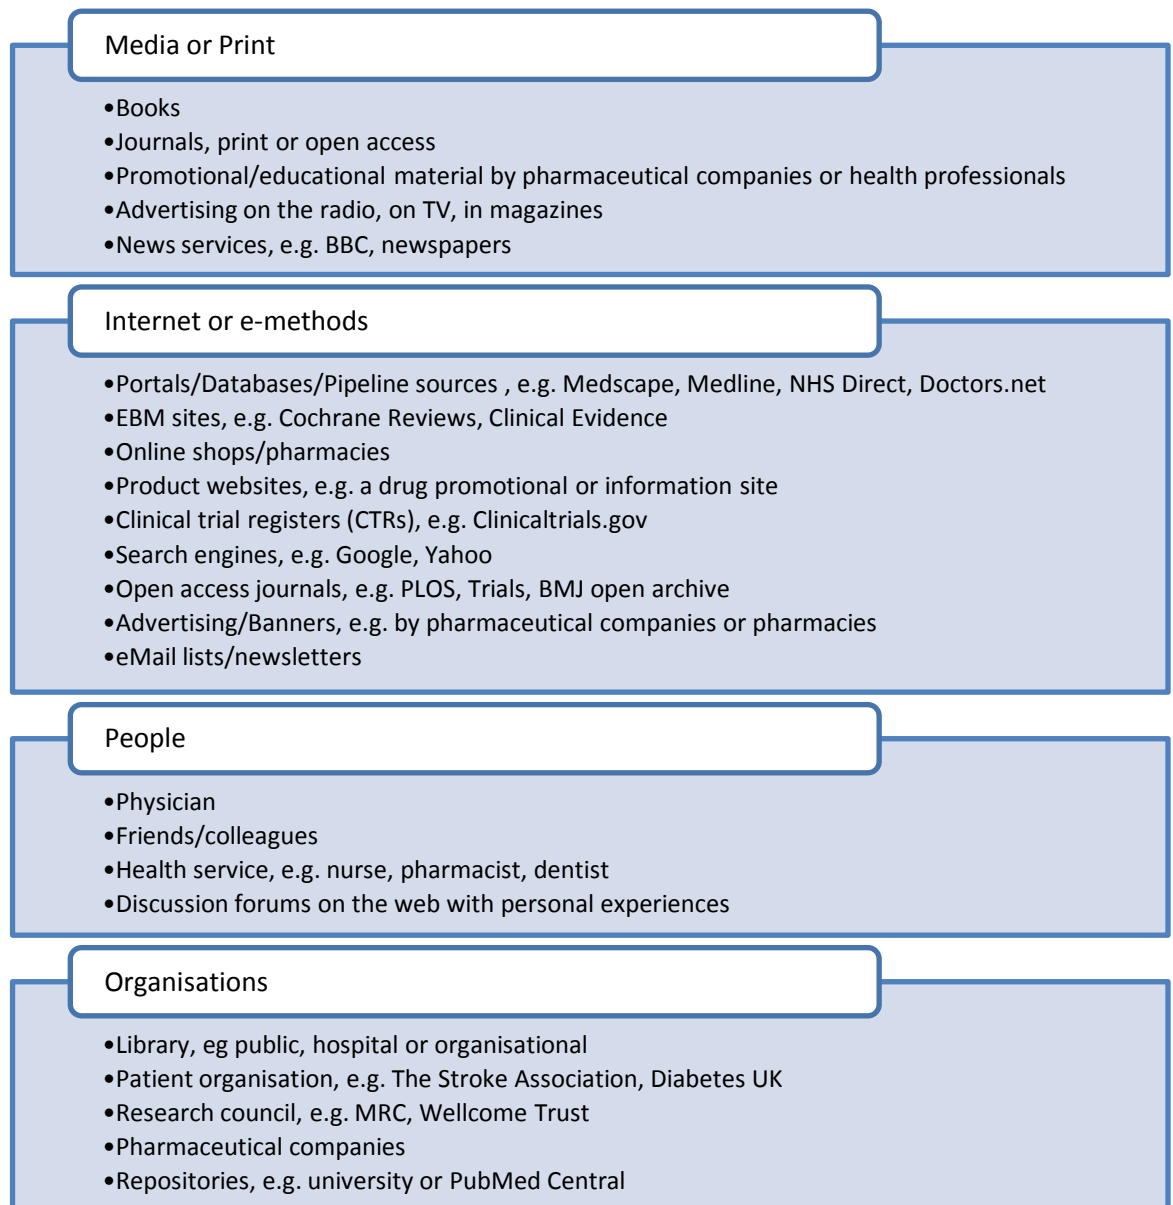 Media or Print
•Books
•Journals, print or open access
•Promotional/educational material by pharmaceutical companies or health professionals
•Advertising on the radio, on TV, in magazines
•News services, e.g. BBC, newspapers
Internet or e-methods
•Portals/Databases/Pipeline sources , e.g. Medscape, Medline, NHS Direct, Doctors.net
•EBM sites, e.g. Cochrane Reviews, Clinical Evidence
•Online shops/pharmacies
•Product websites, e.g. a drug promotional or information site
•Clinical trial registers (CTRs), e.g. Clinicaltrials.gov
•Search engines, e.g. Google, Yahoo
•Open access journals, e.g. PLOS, Trials, BMJ open archive
•Advertising/Banners, e.g. by pharmaceutical companies or pharmacies
•eMail lists/newsletters
People
•Physician
•Friends/colleagues
•Health service, e.g. nurse, pharmacist, dentist
•Discussion forums on the web with personal experiences
Organisations
•Library, eg public, hospital or organisational
•Patient organisation, e.g. The Stroke Association, Diabetes UK
•Research council, e.g. MRC, Wellcome Trust
•Pharmaceutical companies
•Repositories, e.g. university or PubMed Central